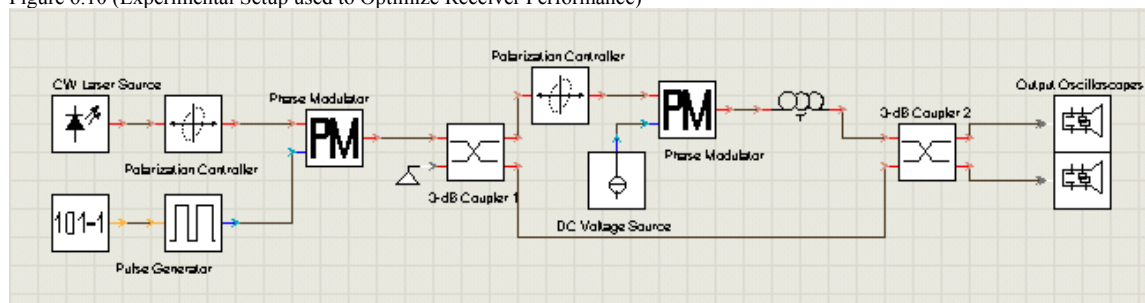 Figure 6.10 (Experimental Setup used to Optimize Receiver Performance)
Polarization Controller
CW Laser Source
Phase Modulator
Output Oscilloscopes
3-dB Coupler 2
PM
PM
Phase Modulator
Polarization Controller
3-dB Coupler 1
101-1
DC Voltage Source
Pulse Generator